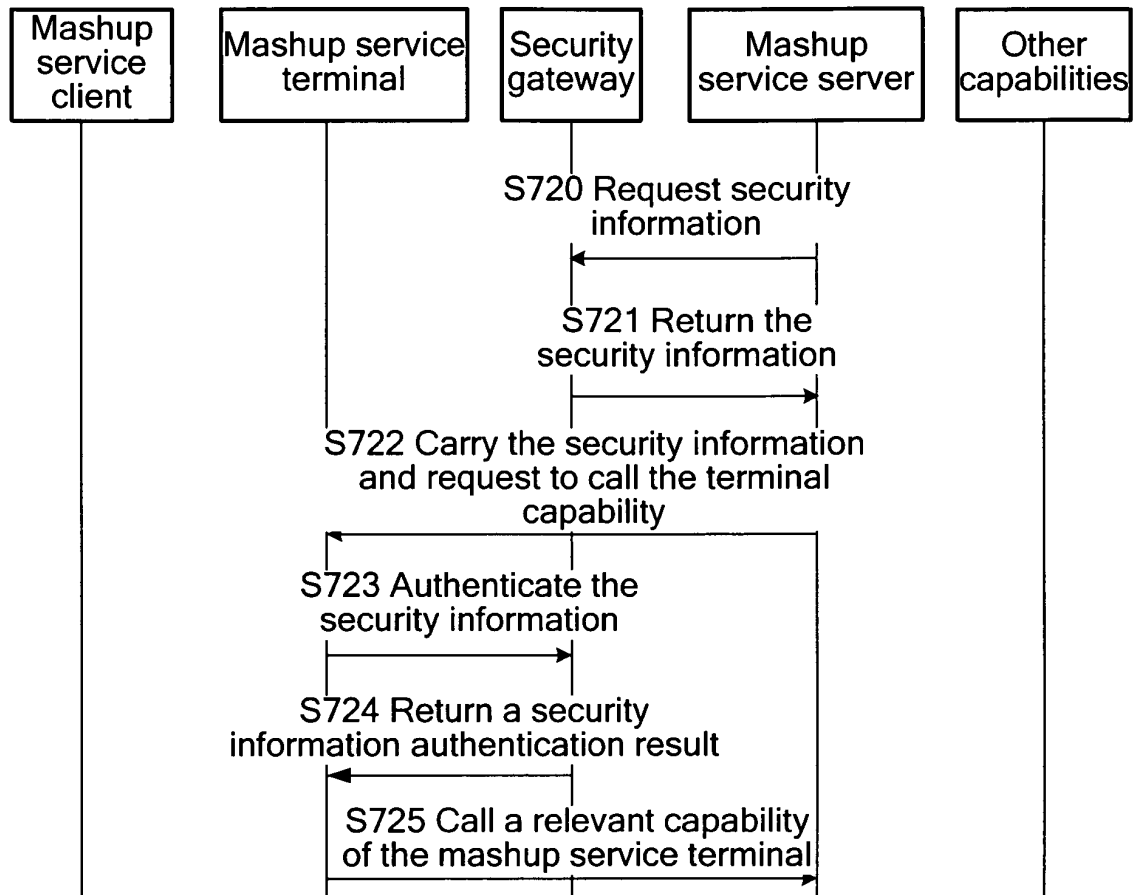 Mashup
service
client
Mashup service
terminal
Security
gateway
Mashup
service server
Other
capabilities
S720 Request security
information
S721 Return the
security information
S722 Carry the security information
and request to call the terminal
capability
S723 Authenticate the
security information
S724 Return a security
information authentication result
S725 Call a relevant capability
of the mashup service terminal